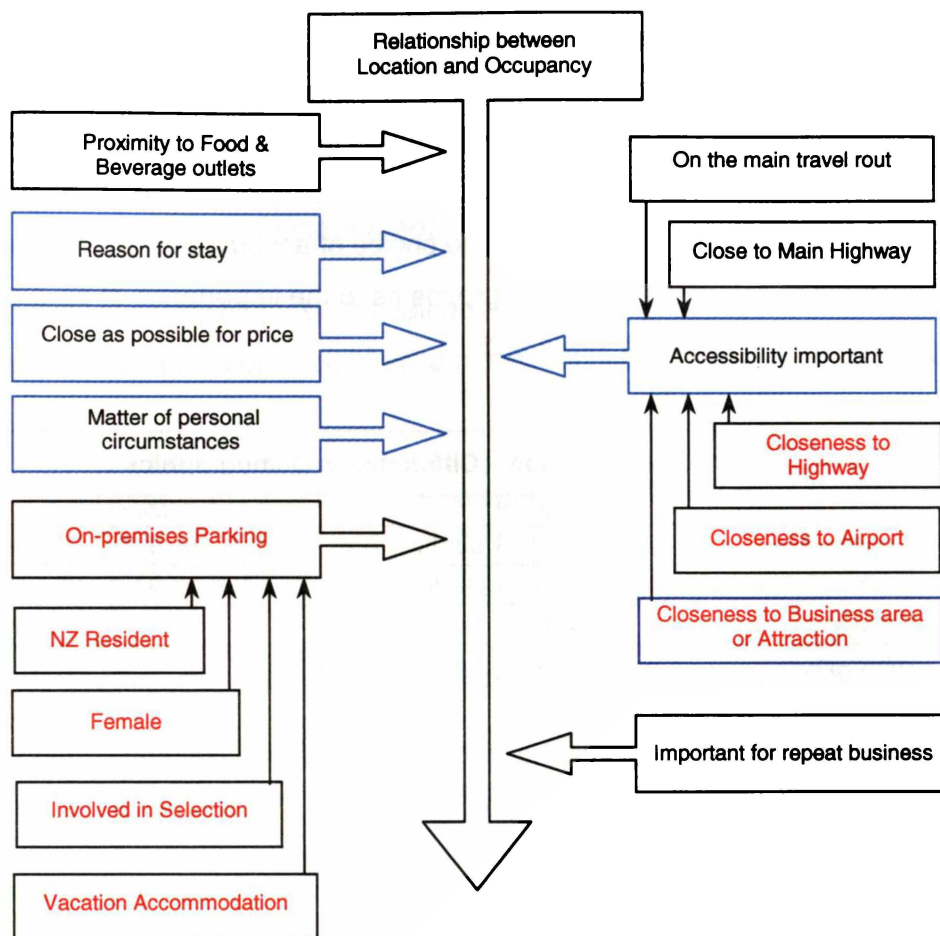 Relationship between
Location and Occupancy
Proximity to Food &
Beverage outlets
Reason for stay
Close as possible for price
Matter of personal
circumstances
On-premises Parking
NZ Resident
Female
Involved in Selection
Vacation Accommodation
On the main travel rout
Close to Main Highway
Accessibility important
Closeness to
Highway
Closeness to Airport
Closeness to Business area
or Attraction
Important for repeat business